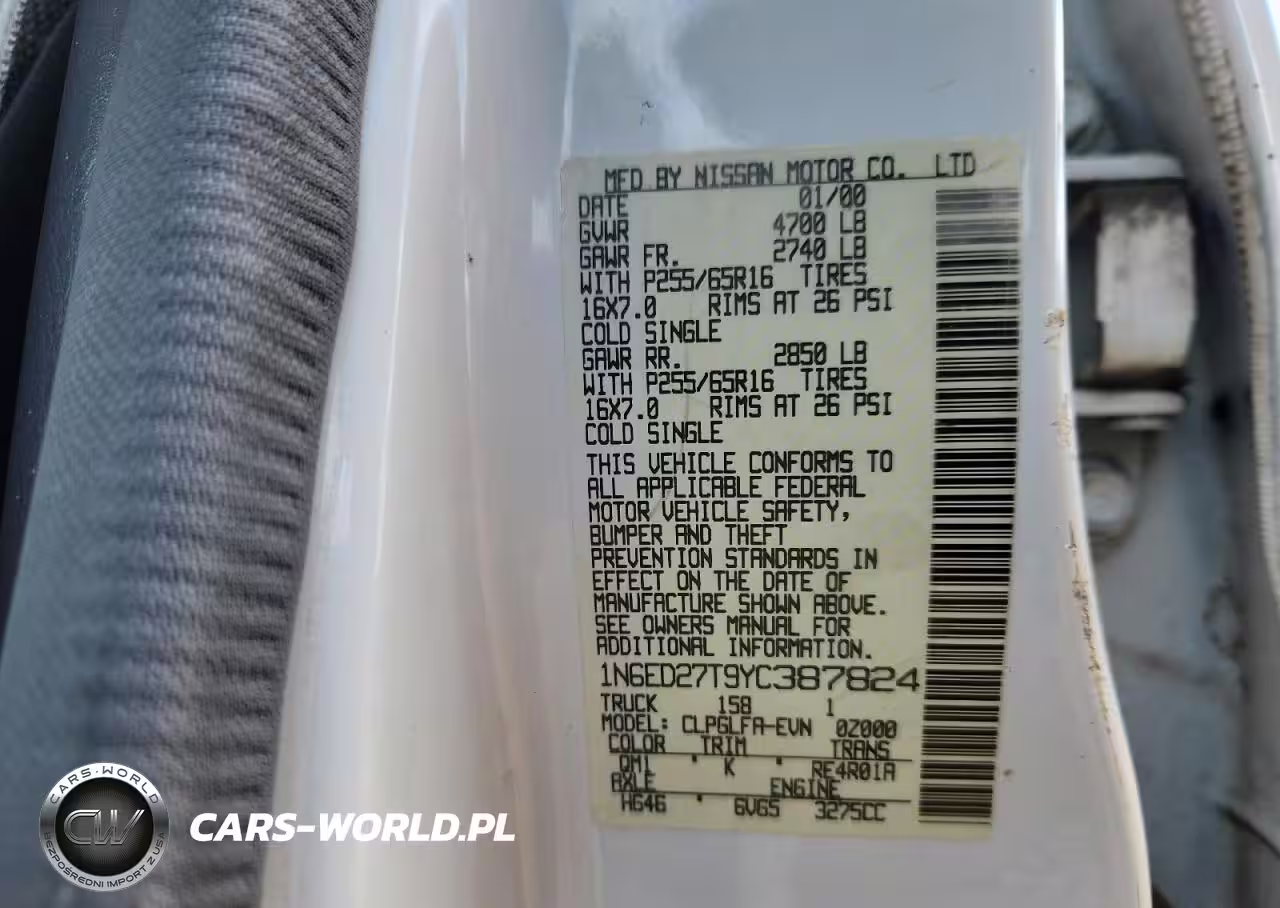 MFD BY NISSAN MOTOR CO. LTD
DATE 01/00
GVWR 4700 LB
GAWR FR. 2740 LB
WITH P255/65R16 TIRES
16X7.0 RIMS AT 26 PSI
COLD SINGLE
GAWR RR. 2850 LB
WITH P255/65R16 TIRES
16X7.0 RIMS AT 26 PSI
COLD SINGLE
THIS VEHICLE CONFORMS TO
ALL APPLICABLE FEDERAL
MOTOR VEHICLE SAFETY,
BUMPER AND THEFT
PREVENTION STANDARDS IN
EFFECT ON THE DATE OF
MANUFACTURE SHOWN ABOVE.
SEE OWNERS MANUAL FOR
ADDITIONAL INFORMATION.
1N6ED27T9YC387824
TRUCK 158 1
MODEL: CLPGLFA-EVN 0Z000
COLOR TRIM TRANS
QM1 ' K ' RE4R01A
AXLE ENGINE
HG46 ' 6VG5 3275CC
CARS-WORLD
CW
BEZPOŚREDNI IMPORT Z USA
CARS-WORLD.PL